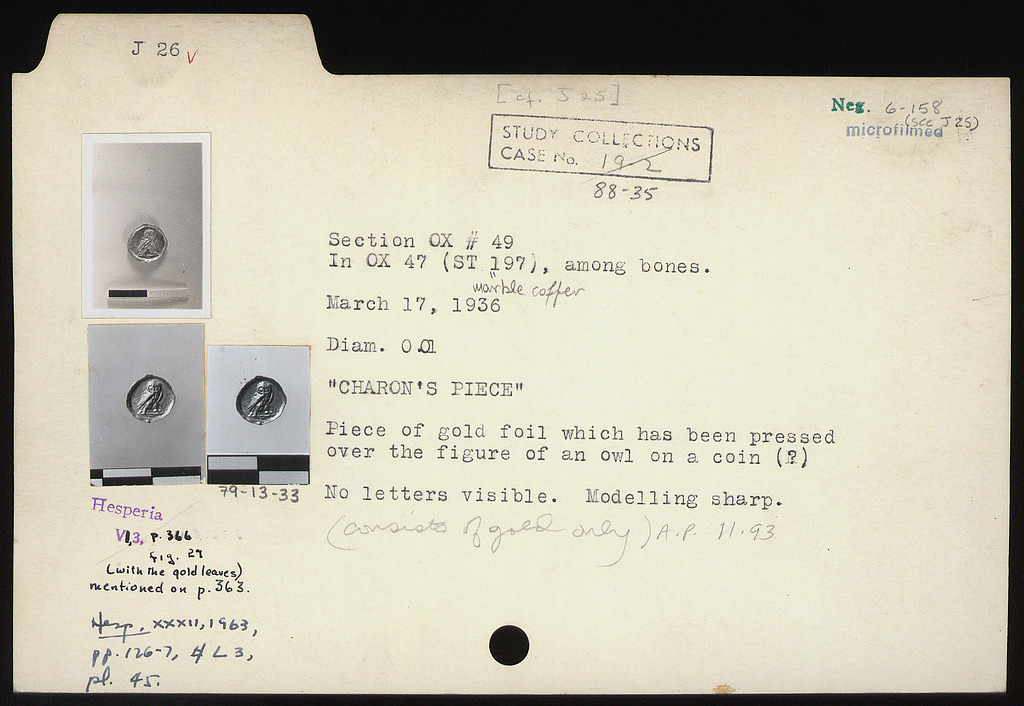 J 26 v
[cf. J 25]
Neg. 6-158
(see J 25)
microfilmed
STUDY COLLECTIONS
CASE No. 19-2
88-35
Section OX # 49
In OX 47 (ST 197), among bones.
" marble coffer
March 17, 1936
Diam. 0.01
"CHARON'S PIECE"
Piece of gold foil which has been pressed
over the figure of an owl on a coin (?)
No letters visible. Modelling sharp.
(consists of gold only) A.P. 11.93
79-13-33
Hesperia
VI,3, p. 366
fig. 29
(with the gold leaves)
mentioned on p. 363.
Hesp. XXXII, 1963,
pp. 126-7, # L 3,
pl. 45.